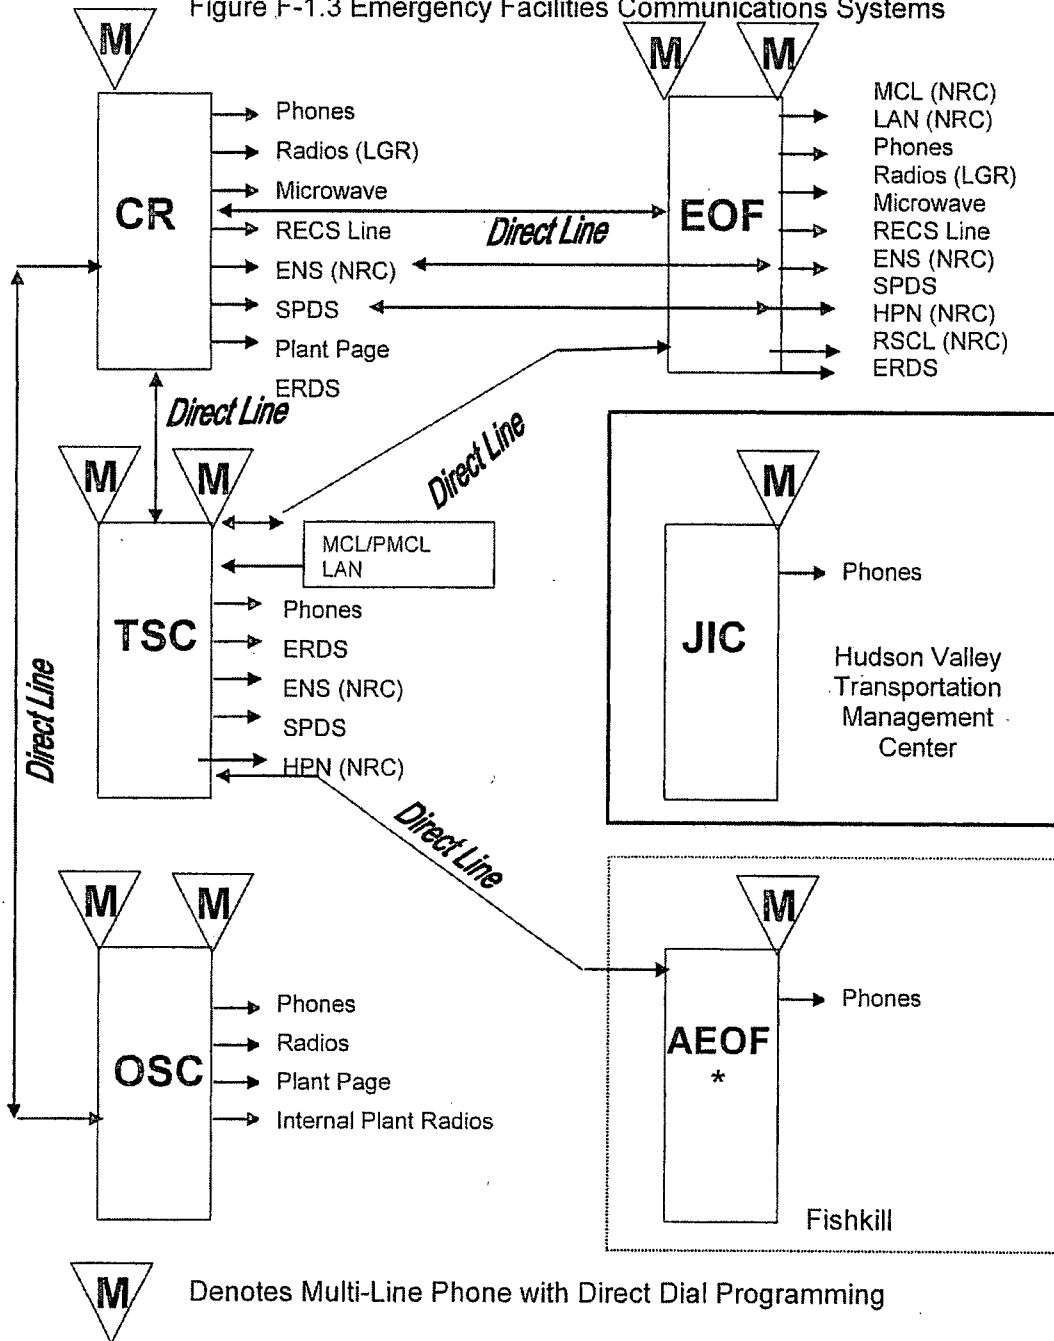 Figure F-1.3 Emergency Facilities Communications Systems
M
M
M
CR
Phones
Radios (LGR)
Microwave
RECS Line
ENS (NRC)
SPDS
Plant Page
ERDS
Direct Line
EOF
MCL (NRC)
LAN (NRC)
Phones
Radios (LGR)
Microwave
RECS Line
ENS (NRC)
SPDS
HPN (NRC)
RSCL (NRC)
ERDS
Direct Line
Direct Line
M
M
TSC
MCL/PMCL
LAN
Phones
ERDS
ENS (NRC)
SPDS
HPN (NRC)
M
JIC
Phones
Hudson Valley
Transportation
Management
Center
Direct Line
Direct Line
M
M
OSC
Phones
Radios
Plant Page
Internal Plant Radios
M
AEOF
*
Phones
Fishkill
M
Denotes Multi-Line Phone with Direct Dial Programming